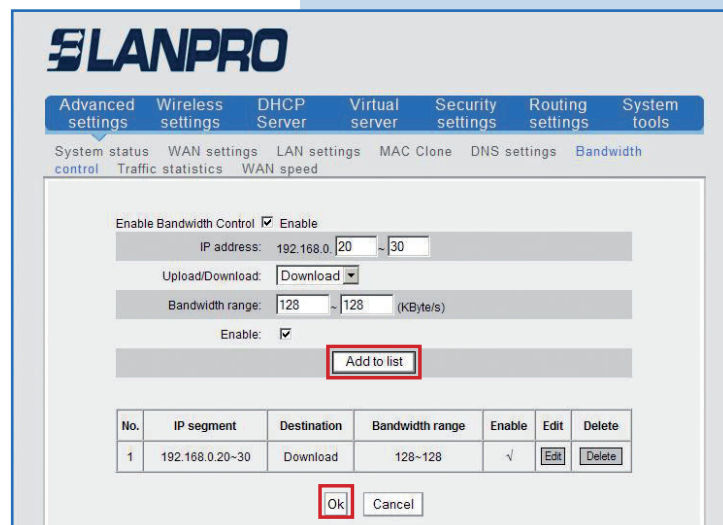 LANPRO
Advanced settings
Wireless settings
DHCP Server
Virtual server
Security settings
Routing settings
System tools
System status WAN settings LAN settings MAC Clone DNS settings Bandwidth
control Traffic statistics WAN speed
Enable Bandwidth Control Enable
IP address: 192.168.0. 20 ~ 30
Upload/Download: Download
Bandwidth range: 128 ~ 128 (KByte/s)
Enable:
Add to list
No. IP segment Destination Bandwidth range Enable Edit Delete
1 192.168.0.20~30 Download 128~128 √ Edit Delete
Ok Cancel